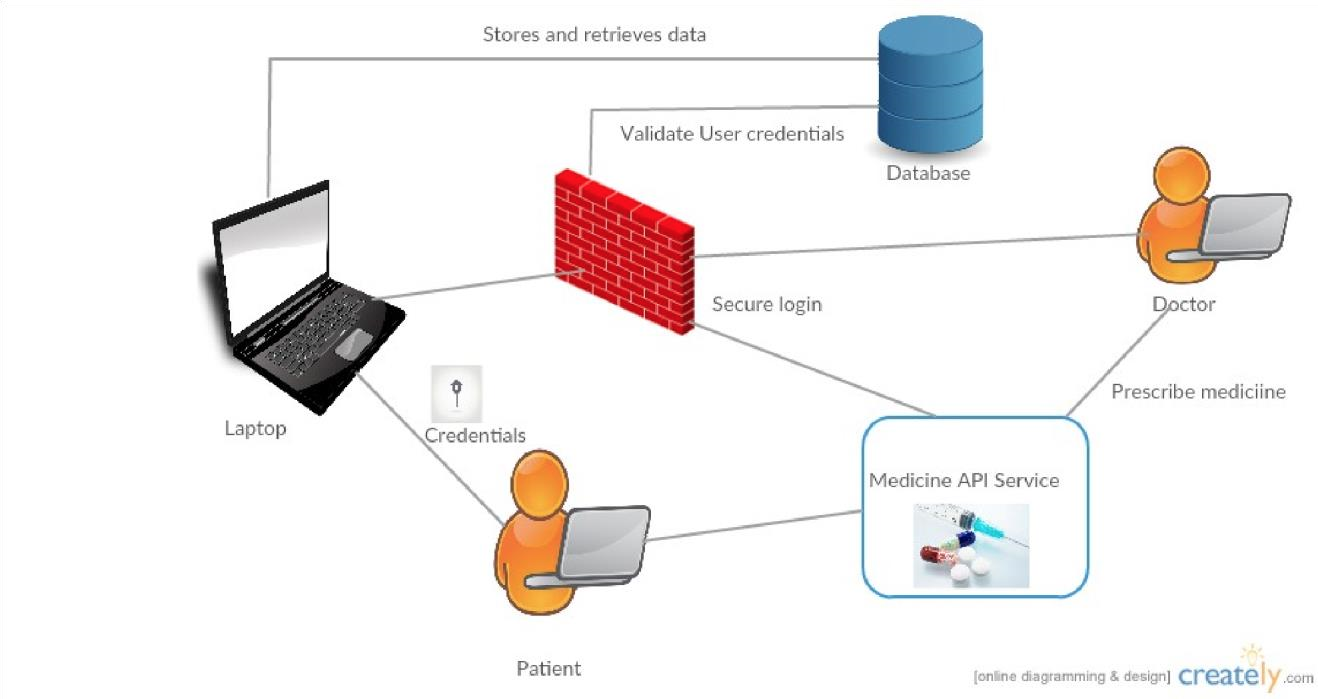 Stores and retrieves data
Validate User credentials
Database
Secure login
Doctor
Prescribe mediciine
Laptop
Credentials
Medicine API Service
Patient
[online diagramming & design] creately.com